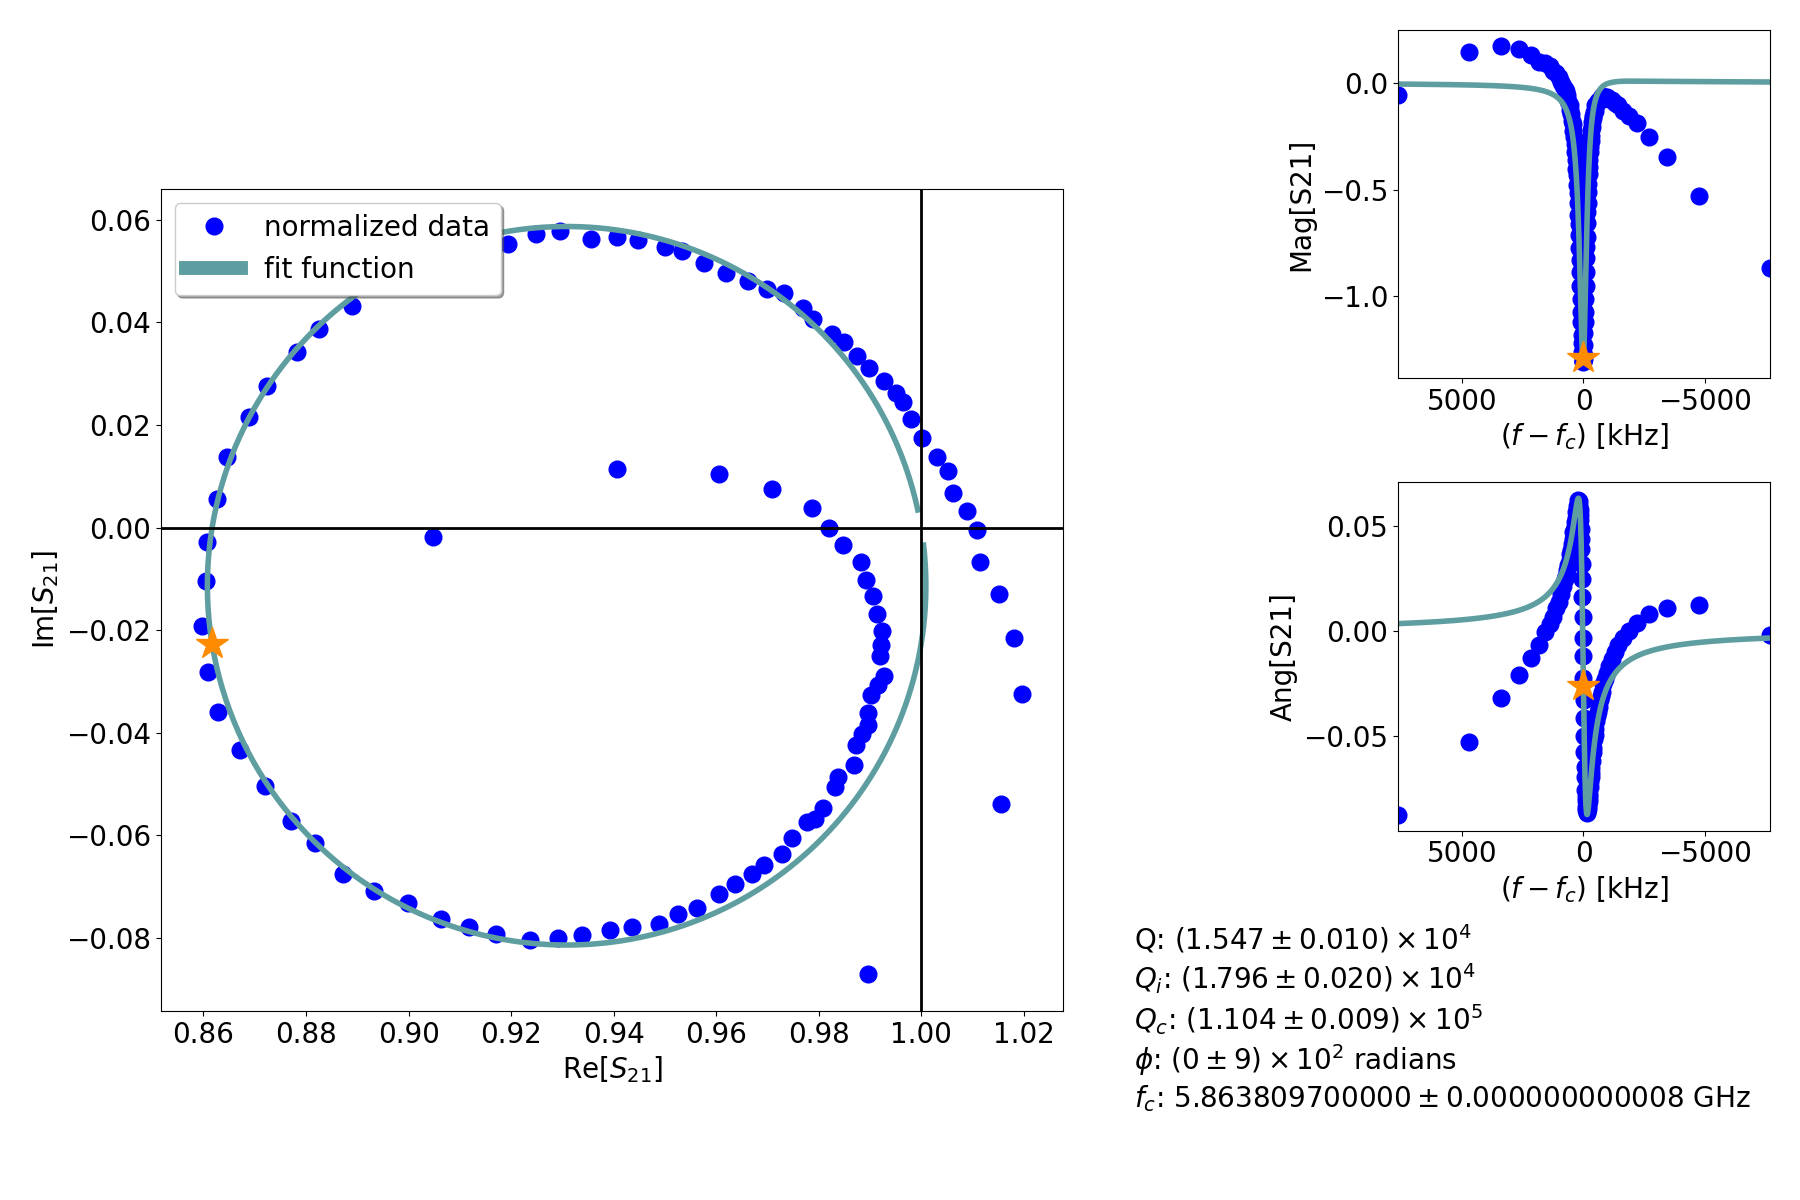 normalized data
fit function
0.06
0.04
0.02
0.00
−0.02
−0.04
−0.06
−0.08
Im[S21]
0.86 0.88 0.90 0.92 0.94 0.96 0.98 1.00 1.02
Re[S21]
0.0
−0.5
−1.0
Mag[S21]
5000 0 −5000
(f − fc) [kHz]
0.05
0.00
−0.05
Ang[S21]
5000 0 −5000
(f − fc) [kHz]
Q: (1.547 ± 0.010) × 10^4
Qi: (1.796 ± 0.020) × 10^4
Qc: (1.104 ± 0.009) × 10^5
ϕ: (0 ± 9) × 10^2 radians
fc: 5.863809700000 ± 0.000000000008 GHz